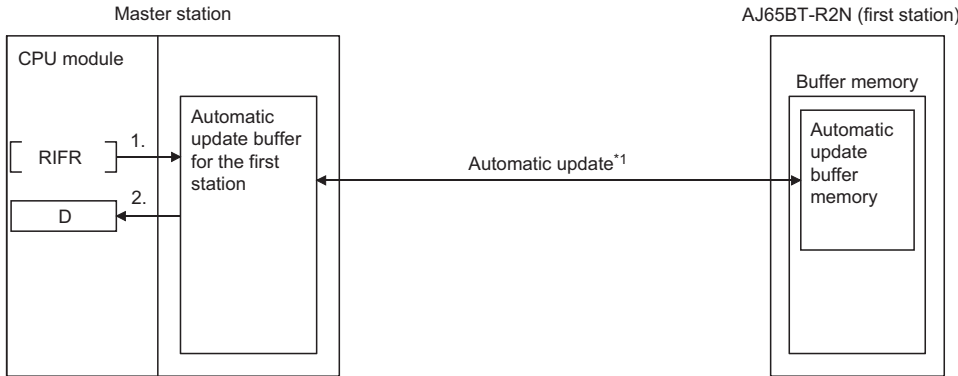 Master station
AJ65BT-R2N (first station)
CPU module
Buffer memory
Automatic
update buffer
for the first
station
Automatic
update
buffer
memory
1.
RIFR
Automatic update*1
2.
D